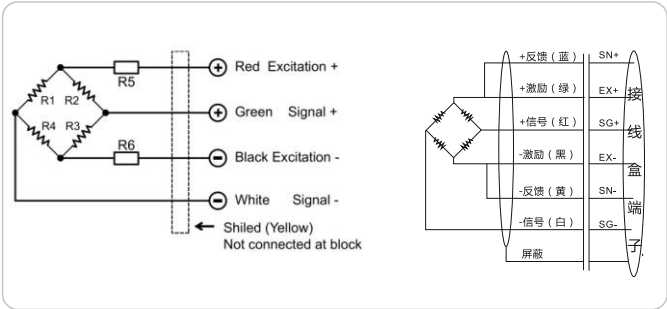 Red Excitation +
R5
R1 R2
Green Signal +
R4 R3
R6
Black Excitation -
White Signal -
Shiled (Yellow)
Not connected at block
+反馈(蓝) SN+
+激励(绿) EX+
+信号(红) SG+
-激励(黑) EX-
-反馈(黄) SN-
-信号(白) SG-
屏蔽
接
线
盒
端
子.